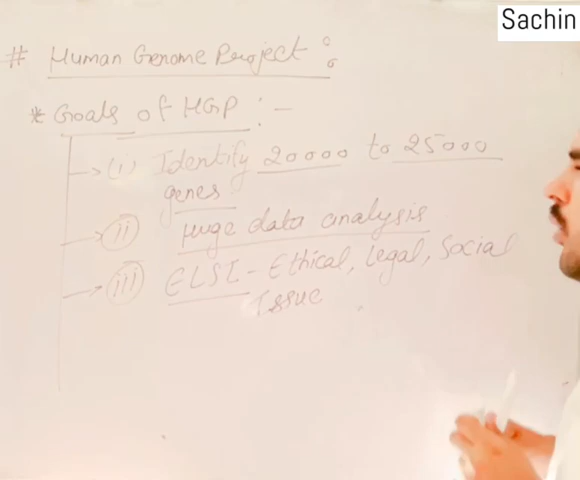 Sachin
# Human Genome Project :
* Goals of HGP : -
→ (i) Identify 20000 to 25000
genes
→ (ii) Huge data analysis
→ (iii) ELSI - Ethical, Legal, Social
Issue